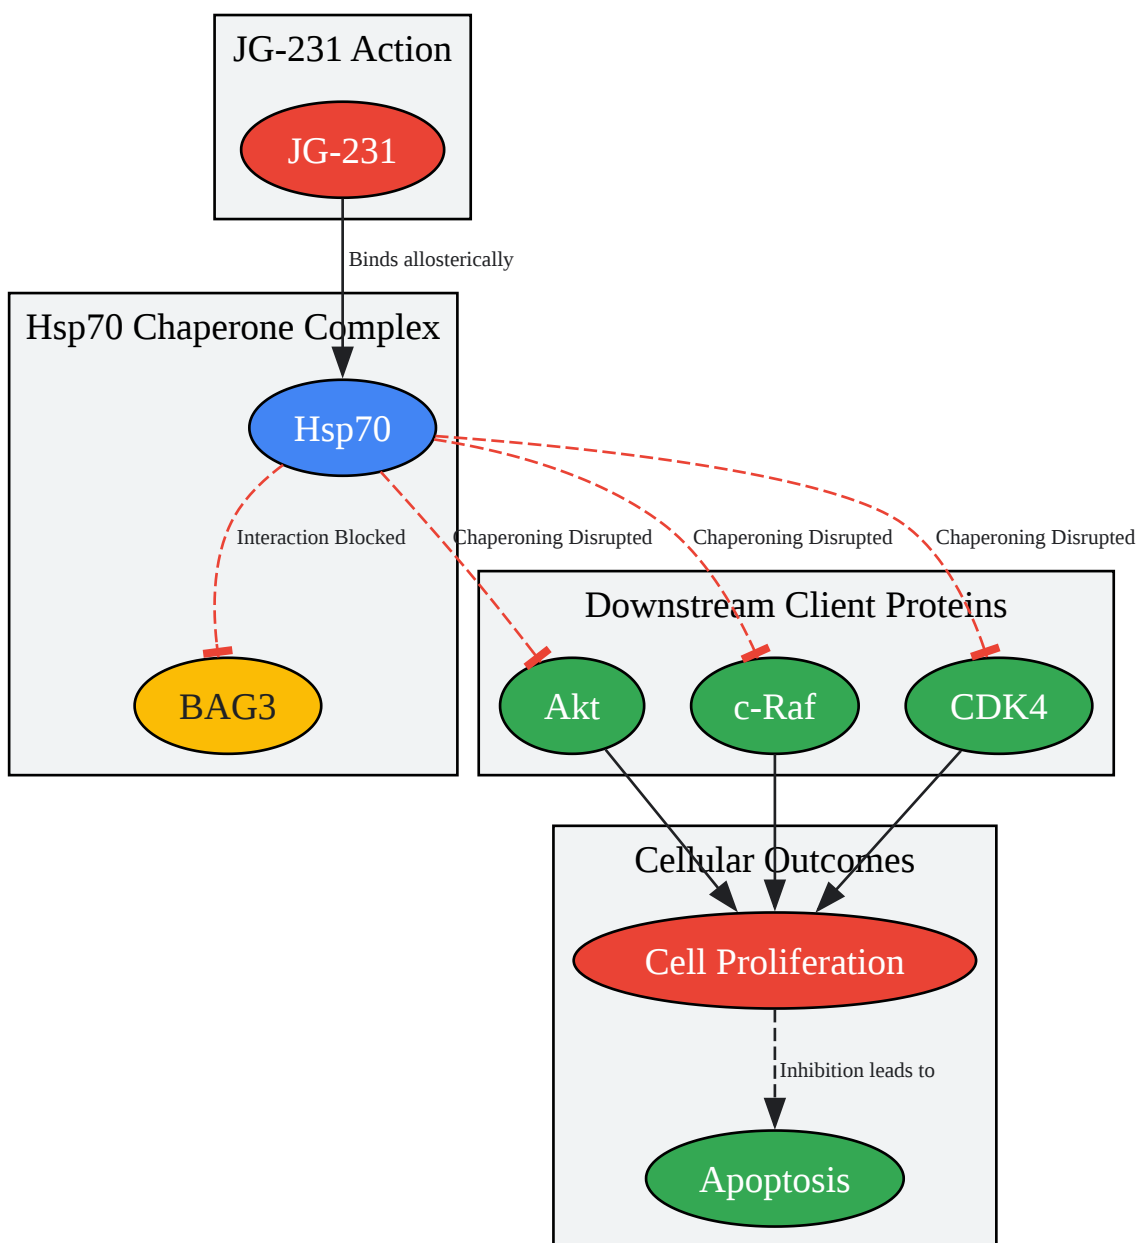 JG-231 Action
JG-231
Binds allosterically
Hsp70 Chaperone Complex
Hsp70
Interaction Blocked
Chaperoning Disrupted
Chaperoning Disrupted
Chaperoning Disrupted
Downstream Client Proteins
BAG3
Akt
c-Raf
CDK4
Cellular Outcomes
Cell Proliferation
Inhibition leads to
Apoptosis